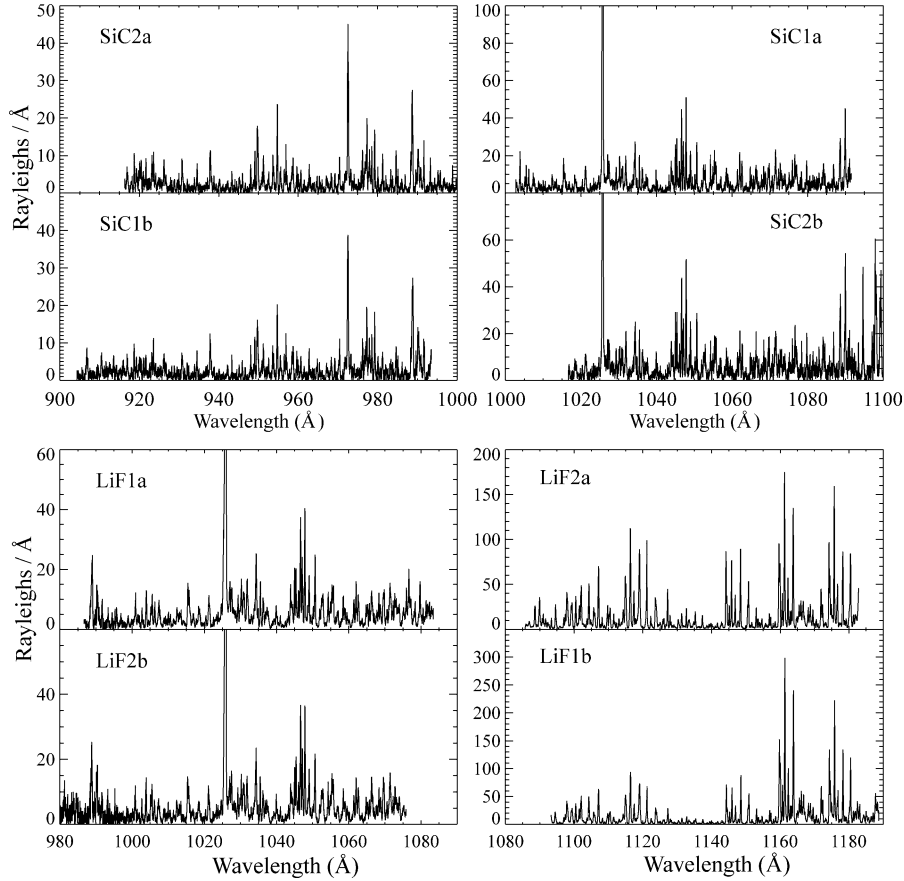 50 SiC2a 100 SiC1a
40 80
30 60
20 40
10 20
0 0
Rayleighs / Å
SiC1b SiC2b
40 60
30 40
20
10 20
0 0
900 920 940 960 980 1000 1000 1020 1040 1060 1080 1100
Wavelength (Å) Wavelength (Å)
60 LiF1a 200 LiF2a
40 150
100
20 50
0 0
Rayleighs / Å
LiF2b LiF1b
300
40 250
200
20 150
100
50
0 0
980 1000 1020 1040 1060 1080 1080 1100 1120 1140 1160 1180
Wavelength (Å) Wavelength (Å)